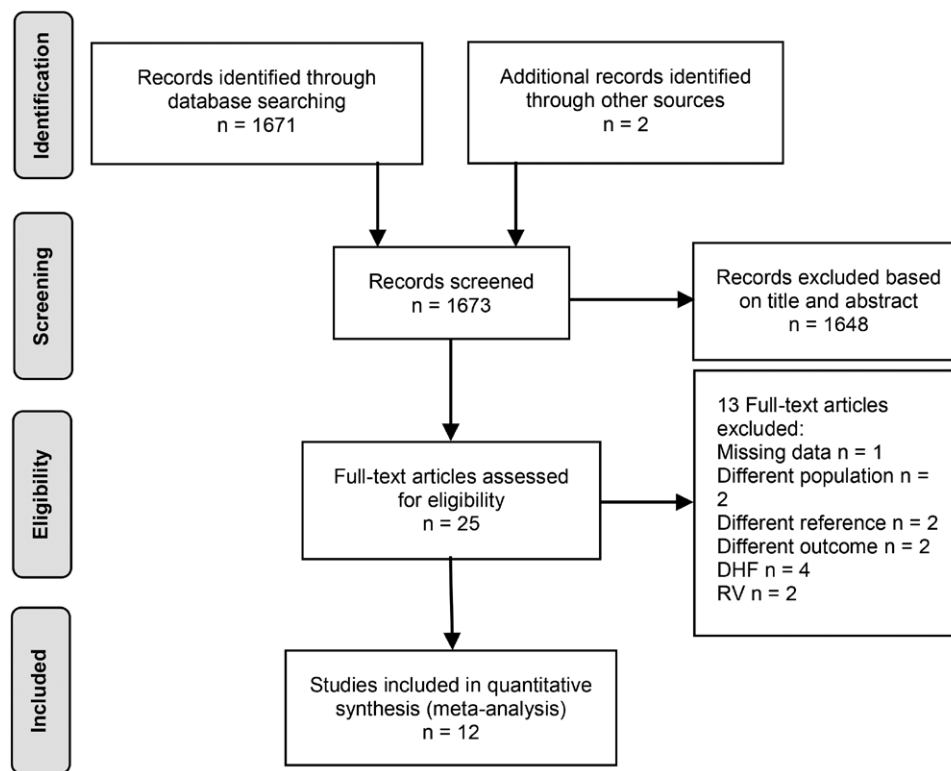 Identification
Records identified through
database searching
n = 1671
Additional records identified
through other sources
n = 2
Screening
Records screened
n = 1673
Records excluded based
on title and abstract
n = 1648
Eligibility
Full-text articles assessed
for eligibility
n = 25
13 Full-text articles
excluded:
Missing data n = 1
Different population n =
2
Different reference n = 2
Different outcome n = 2
DHF n = 4
RV n = 2
Included
Studies included in quantitative
synthesis (meta-analysis)
n = 12